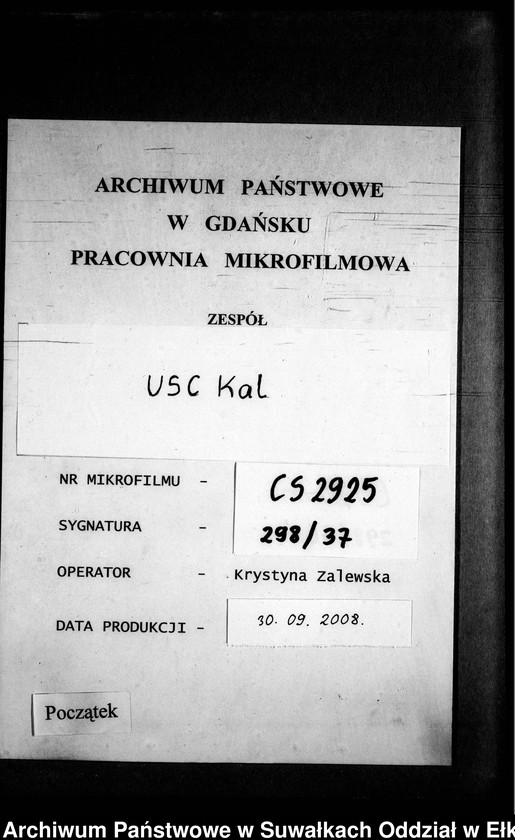 ARCHIWUM PAŃSTWOWE
W GDAŃSKU
PRACOWNIA MIKROFILMOWA
ZESPÓŁ
USC Kal
NR MIKROFILMU - CS 2925
SYGNATURA - 298/37
OPERATOR - Krystyna Zalewska
DATA PRODUKCJI - 30. 09. 2008.
Początek
Archiwum Państwowe w Suwałkach Oddział w Ełk